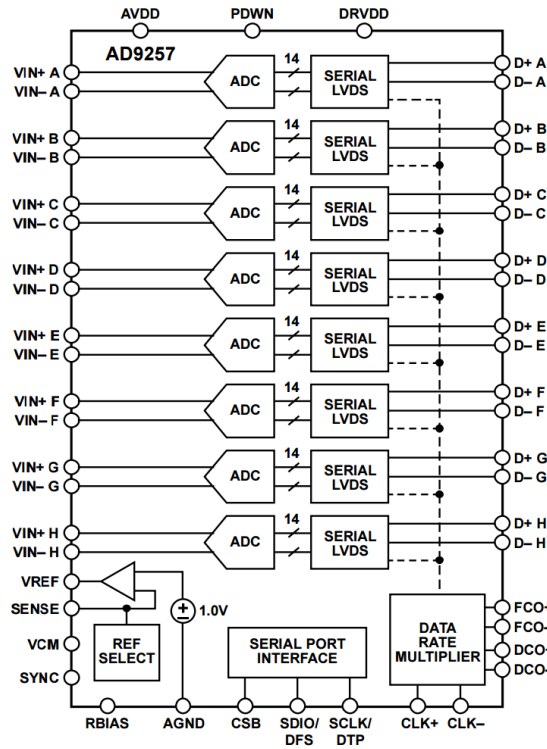 AVDD PDWN DRVDD
AD9257
VIN+ A ADC 14 SERIAL LVDS D+ A
VIN– A D– A
VIN+ B ADC 14 SERIAL LVDS D+ B
VIN– B D– B
VIN+ C ADC 14 SERIAL LVDS D+ C
VIN– C D– C
VIN+ D ADC 14 SERIAL LVDS D+ D
VIN– D D– D
VIN+ E ADC 14 SERIAL LVDS D+ E
VIN– E D– E
VIN+ F ADC 14 SERIAL LVDS D+ F
VIN– F D– F
VIN+ G ADC 14 SERIAL LVDS D+ G
VIN– G D– G
VIN+ H ADC 14 SERIAL LVDS D+ H
VIN– H D– H
VREF
SENSE 1.0V
VCM REF SELECT
SYNC
SERIAL PORT INTERFACE
DATA RATE MULTIPLIER
FCO+
FCO–
DCO+
DCO–
RBIAS AGND CSB SDIO/DFS SCLK/DTP CLK+ CLK–